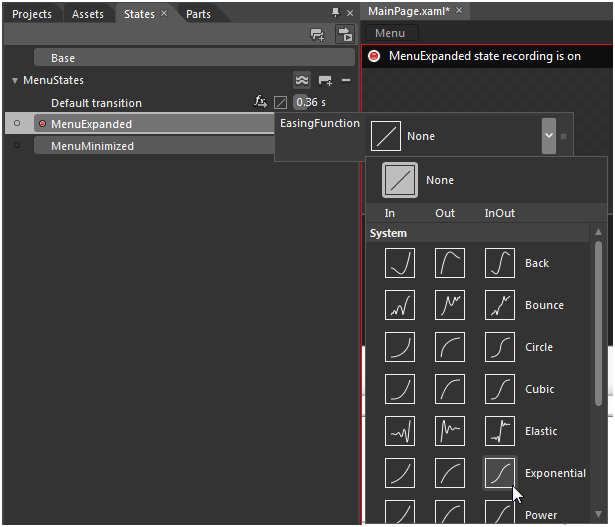 Projects Assets States × Parts
MainPage.xaml* ×
Menu
Base
MenuExpanded state recording is on
MenuStates
Default transition fx 0.36 s
MenuExpanded
EasingFunction
None
MenuMinimized
None
In Out InOut
System
Back
Bounce
Circle
Cubic
Elastic
Exponential
Power